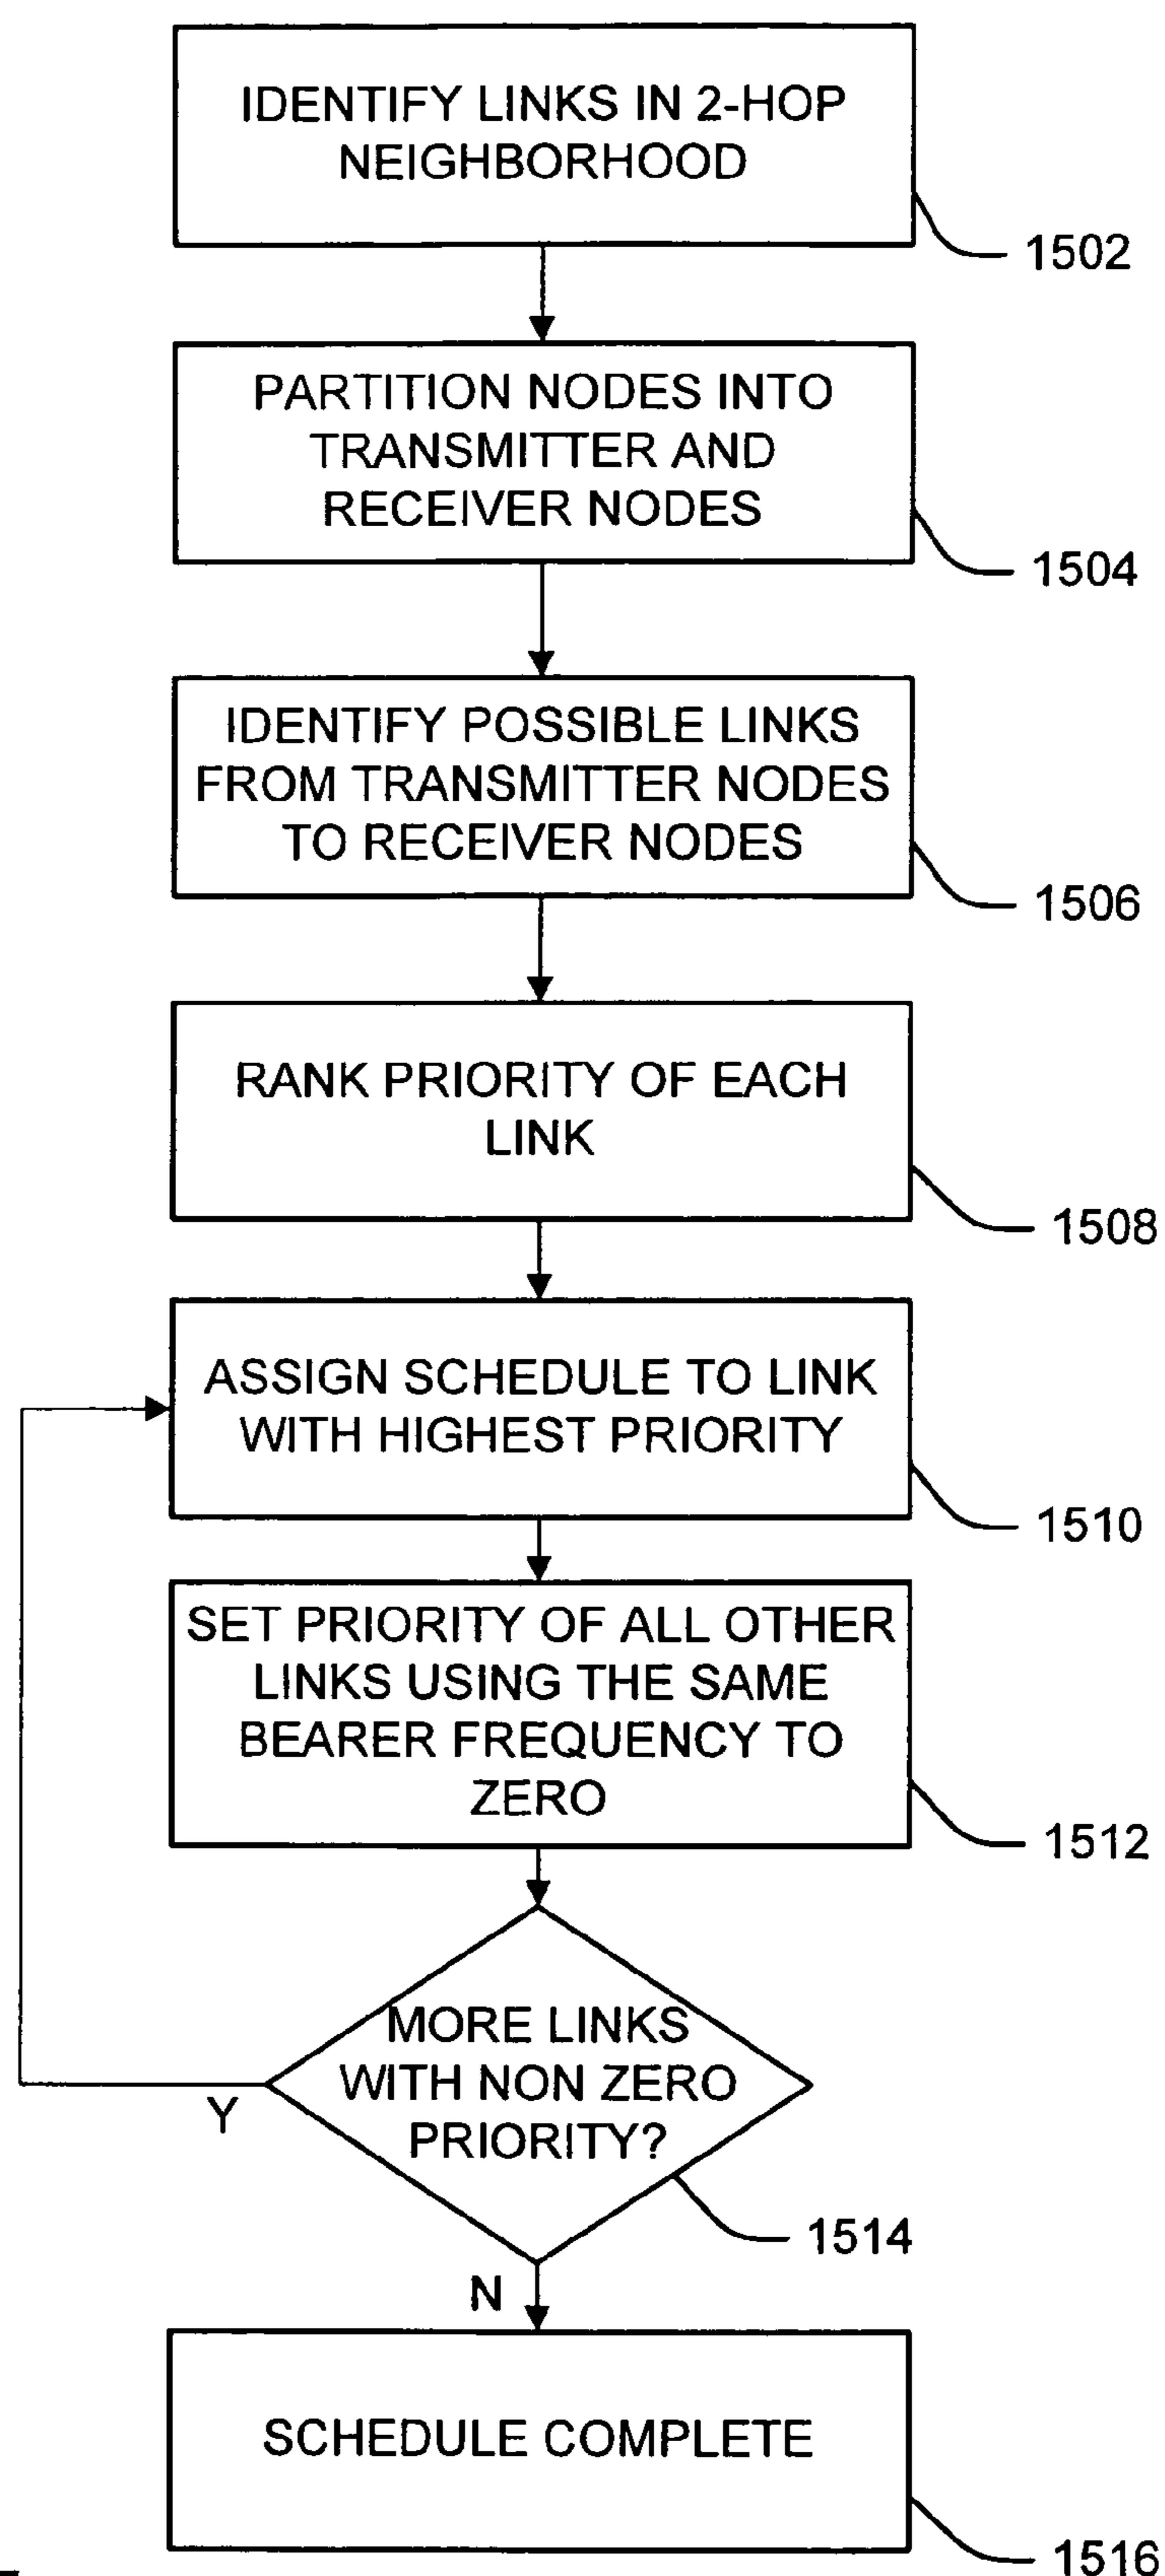 IDENTIFY LINKS IN 2-HOP
NEIGHBORHOOD
1502
PARTITION NODES INTO
TRANSMITTER AND
RECEIVER NODES
1504
IDENTIFY POSSIBLE LINKS
FROM TRANSMITTER NODES
TO RECEIVER NODES
1506
RANK PRIORITY OF EACH
LINK
1508
ASSIGN SCHEDULE TO LINK
WITH HIGHEST PRIORITY
1510
SET PRIORITY OF ALL OTHER
LINKS USING THE SAME
BEARER FREQUENCY TO
ZERO
1512
MORE LINKS
WITH NON ZERO
PRIORITY?
Y
1514
N
SCHEDULE COMPLETE
1516